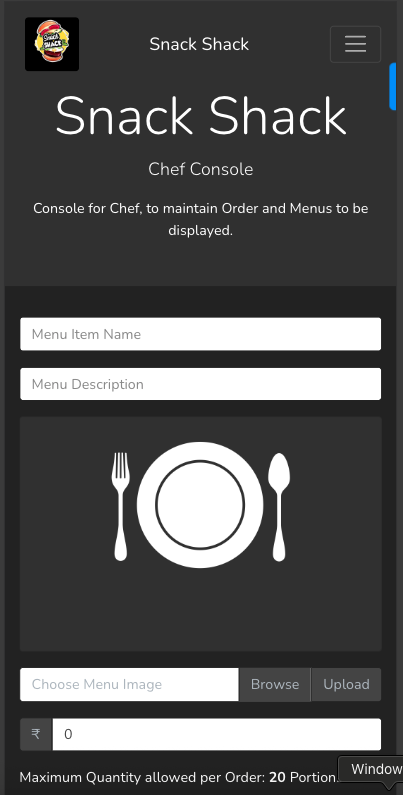 Snack SHACK
Snack Shack
Snack Shack
Chef Console
Console for Chef, to maintain Order and Menus to be
displayed.
Menu Item Name
Menu Description
Choose Menu Image Browse Upload
₹ 0
Maximum Quantity allowed per Order: 20 Portion.
Window